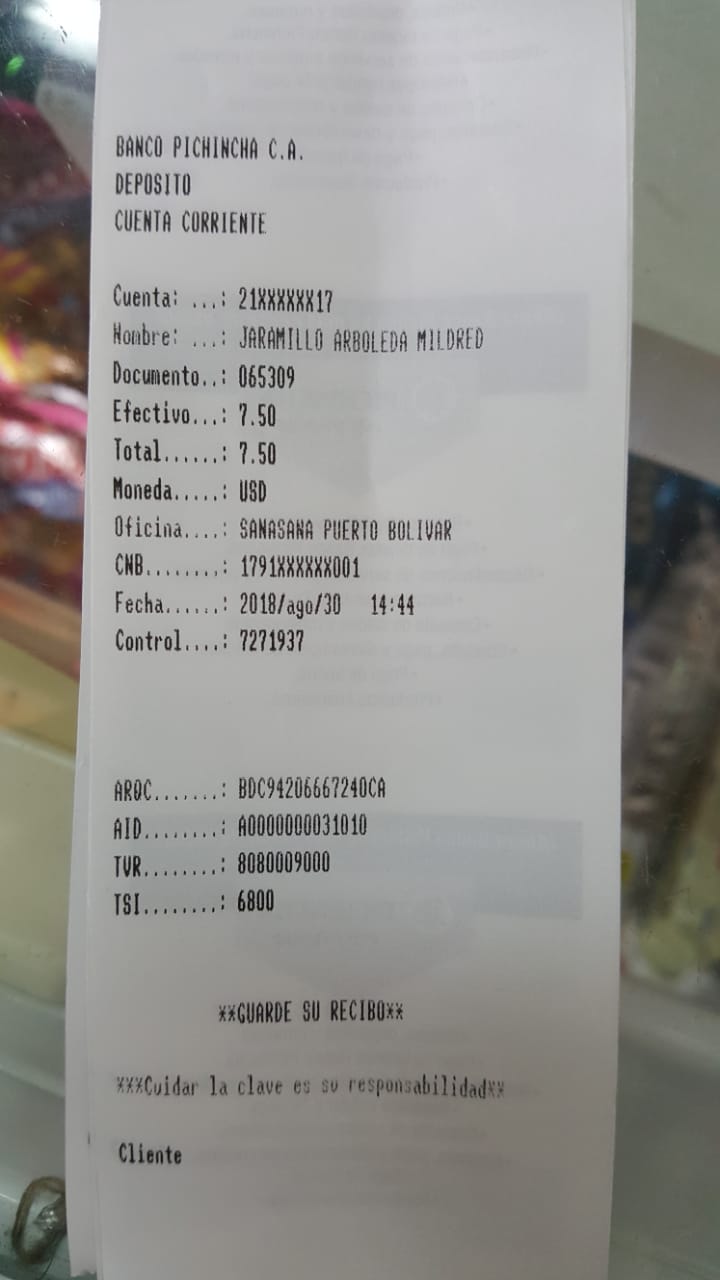 BANCO PICHINCHA C.A.
DEPOSITO
CUENTA CORRIENTE
Cuenta: ...: 21XXXXXX17
Nombre: ...: JARAMILLO ARBOLEDA MILDRED
Documento..: 065309
Efectivo...: 7.50
Total......: 7.50
Moneda.....: USD
Oficina....: SANASANA PUERTO BOLIVAR
CNB........: 1791XXXXXX001
Fecha......: 2018/ago/30 14:44
Control....: 7271937
ARQC.......: BDC94206667240CA
AID........: A0000000031010
TVR........: 8080009000
TSI........: 6800
**GUARDE SU RECIBO**
***Cuidar la clave es su responsabilidad**
Cliente